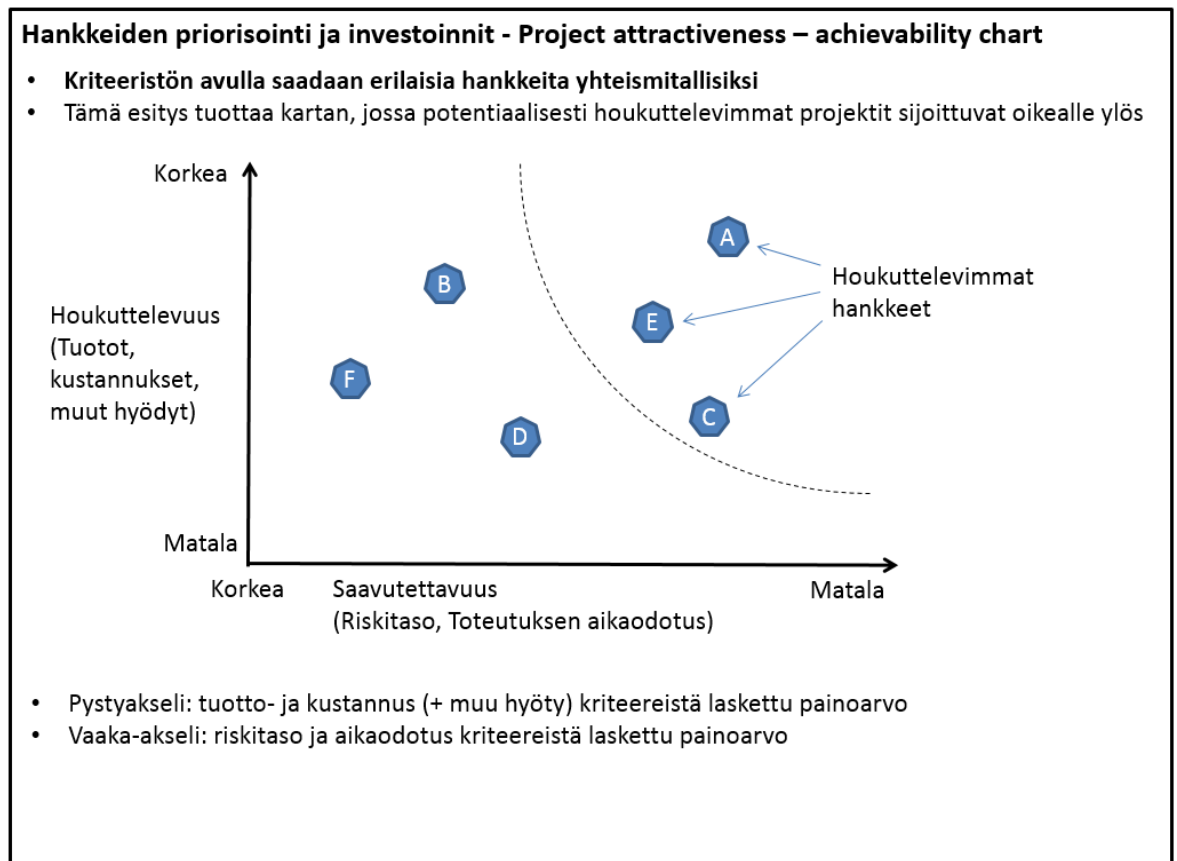 Hankkeiden priorisointi ja investoinnit - Project attractiveness – achievability chart
• Kriteeristön avulla saadaan erilaisia hankkeita yhteismitallisiksi
• Tämä esitys tuottaa kartan, jossa potentiaalisesti houkuttelevimmat projektit sijoittuvat oikealle ylös
Korkea
A
B
Houkuttelevimmat
hankkeet
Houkuttelevuus
(Tuotot,
kustannukset,
muut hyödyt)
E
F
C
D
Matala
Korkea
Saavutettavuus
(Riskitaso, Toteutuksen aikaodotus)
Matala
• Pystyakseli: tuotto- ja kustannus (+ muu hyöty) kriteereistä laskettu painoarvo
• Vaaka-akseli: riskitaso ja aikaodotus kriteereistä laskettu painoarvo